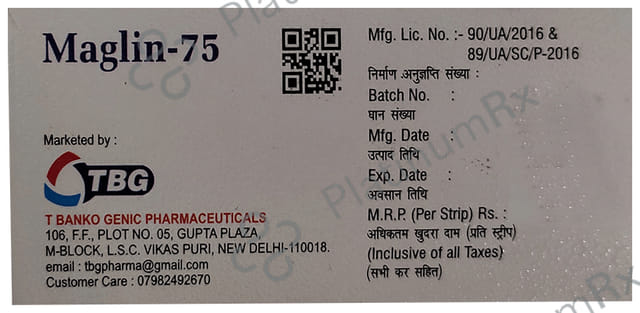 Maglin-75
Marketed by :
TBG
T BANKO GENIC PHARMACEUTICALS
106, F.F., PLOT NO. 05, GUPTA PLAZA,
M-BLOCK, L.S.C. VIKAS PURI, NEW DELHI-110018.
email : tbgpharma@gmail.com
Customer Care : 07982492670
Mfg. Lic. No. :- 90/UA/2016 &
89/UA/SC/P-2016
निर्माण अनुज्ञप्ति संख्या :
Batch No. :
घान संख्या
Mfg. Date :
उत्पाद तिथि
Exp. Date :
अवसान तिथि
M.R.P. (Per Strip) Rs. :
अधिकतम खुदरा दाम (प्रति स्ट्रीप)
(Inclusive of all Taxes)
(सभी कर सहित)
PlatinumRx
PlatinumRx